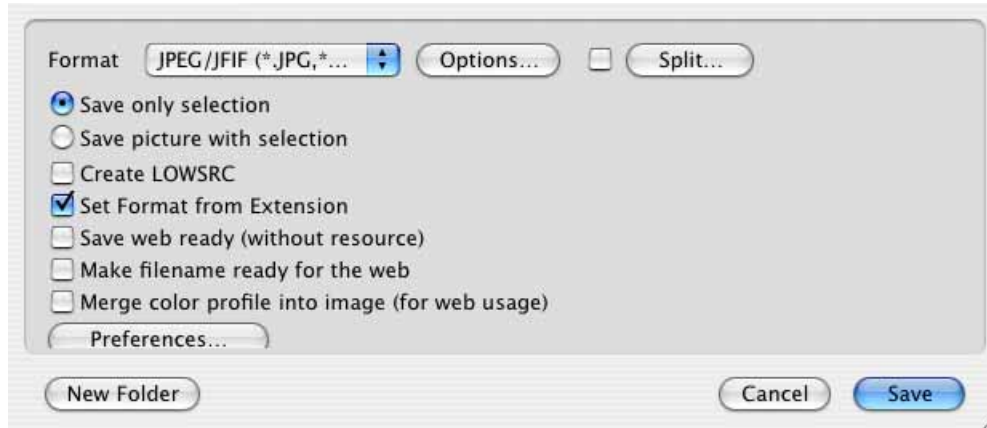 Format JPEG/JFIF (*.JPG,*... Options... Split...
Save only selection
Save picture with selection
Create LOWSRC
Set Format from Extension
Save web ready (without resource)
Make filename ready for the web
Merge color profile into image (for web usage)
Preferences...
New Folder Cancel Save